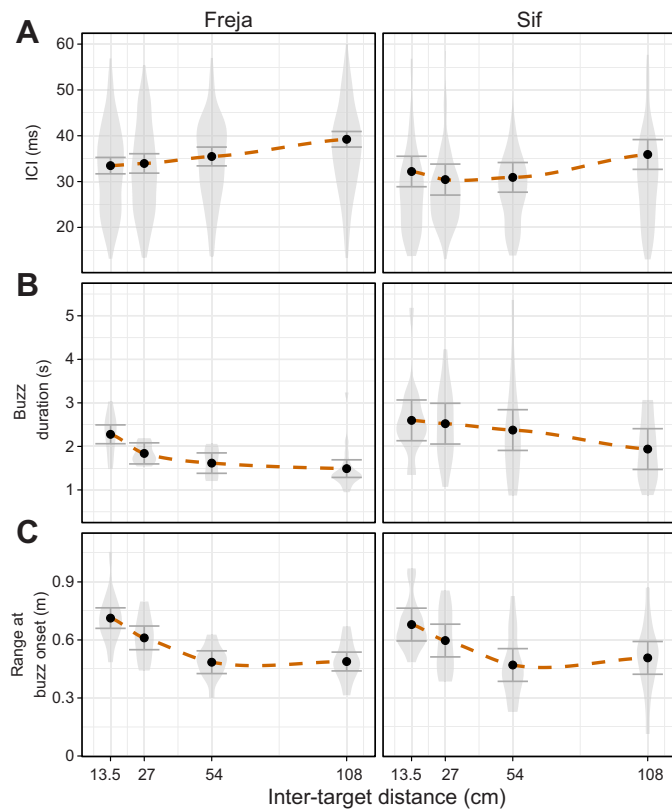 A
Freja
Sif
ICI (ms)
60
50
40
30
20
B
Buzz
duration (s)
5
4
3
2
1
C
Range at
buzz onset (m)
0.9
0.6
0.3
0
13.5 27 54 108
13.5 27 54 108
Inter-target distance (cm)